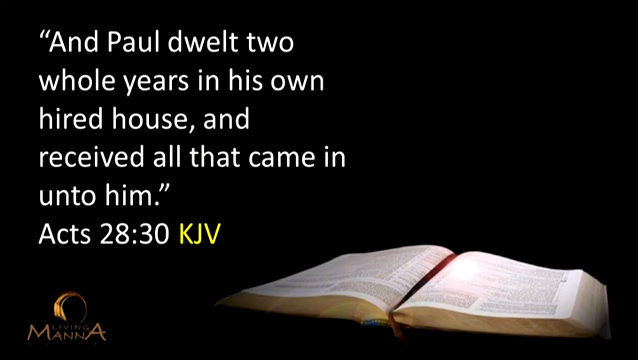 “And Paul dwelt two
whole years in his own
hired house, and
received all that came in
unto him.”
Acts 28:30 KJV
LIVING
MANNA